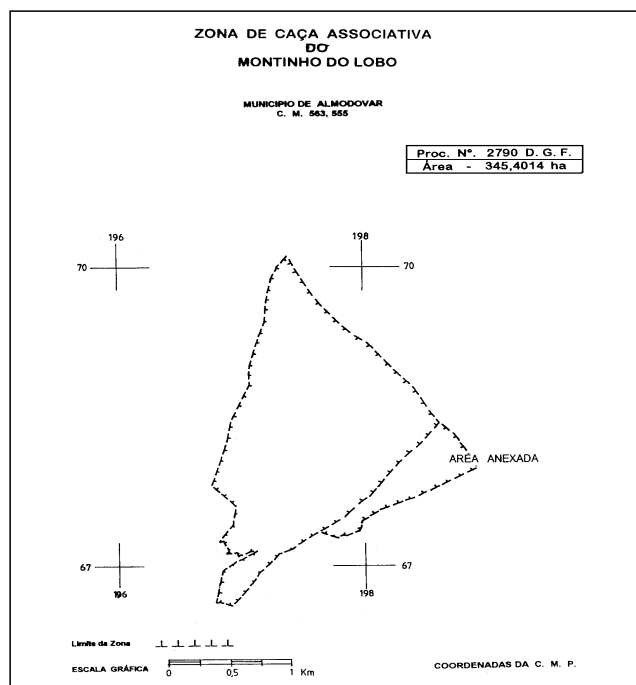 ZONA DE CAÇA ASSOCIATIVA
DO
MONTINHO DO LOBO
MUNICIPIO DE ALMODOVAR
C. M. 563, 555
Proc. Nº. 2790 D. G. F.
Área - 345,4014 ha
196
198
70
70
AREA ANEXADA
67
67
196
198
Limite da Zona
ESCALA GRÁFICA
0 0,5 1 Km
COORDENADAS DA C. M. P.